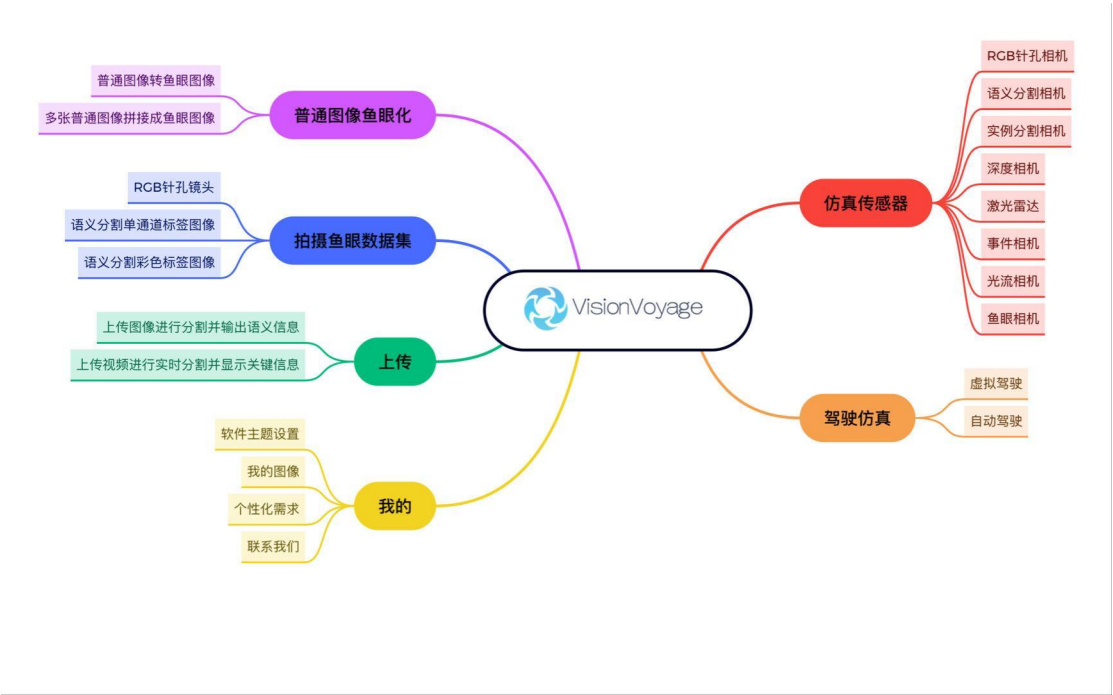 普通图像转鱼眼图像
多张普通图像拼接成鱼眼图像
普通图像鱼眼化
RGB针孔镜头
语义分割单通道标签图像
语义分割彩色标签图像
拍摄鱼眼数据集
上传图像进行分割并输出语义信息
上传视频进行实时分割并显示关键信息
上传
软件主题设置
我的图像
个性化需求
联系我们
我的
VisionVoyage
仿真传感器
RGB针孔相机
语义分割相机
实例分割相机
深度相机
激光雷达
事件相机
光流相机
鱼眼相机
驾驶仿真
虚拟驾驶
自动驾驶